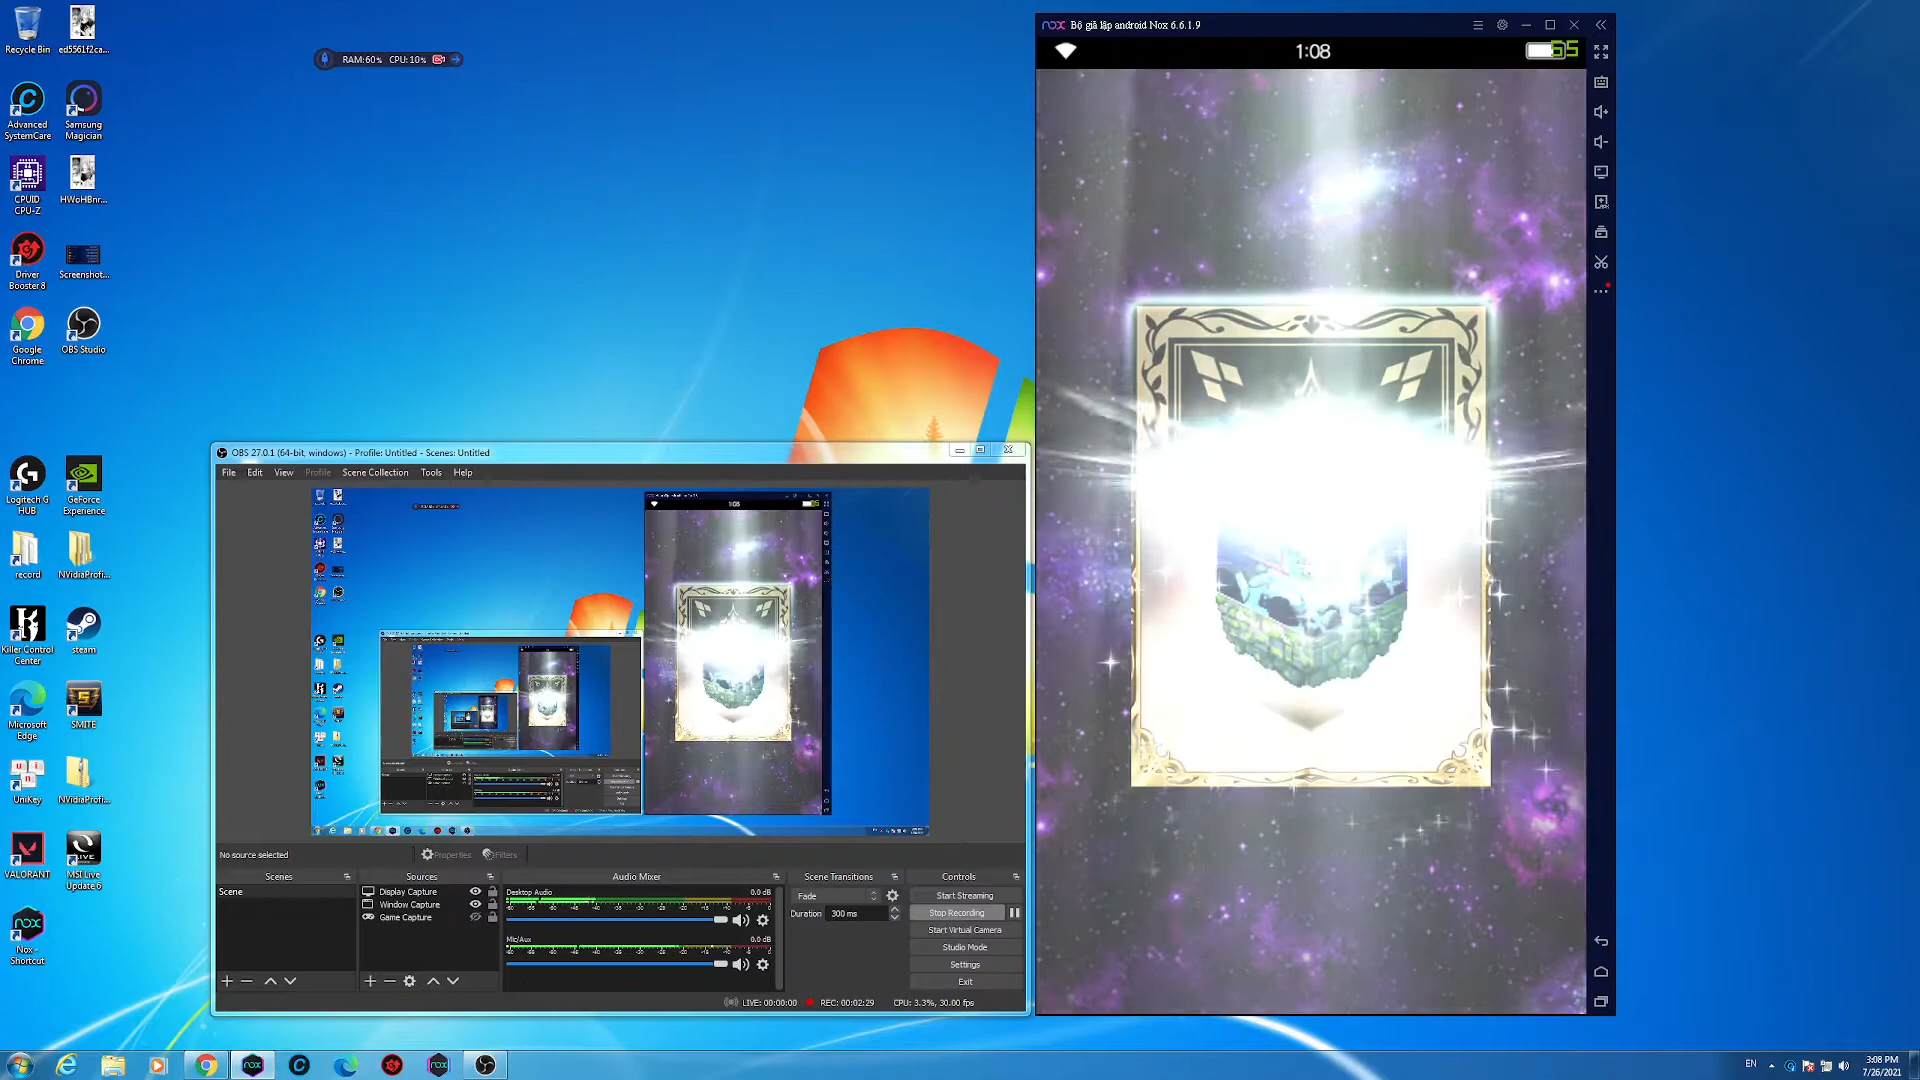 Recycle Bin
ed5561f2ca...
Advanced SystemCare
Samsung Magician
CPUID CPU-Z
HWoHBnr...
Driver Booster 8
Screenshot...
Google Chrome
OBS Studio
Logitech G HUB
GeForce Experience
record
NVidiaProfi...
Killer Control Center
steam
Microsoft Edge
SMITE
UniKey
NVidiaProfi...
VALORANT
MSI Live Update 6
Nox - Shortcut
RAM:60% CPU:10%
nox Bộ giả lập android Nox 6.6.1.9
1:08
65
OBS 27.0.1 (64-bit, windows) - Profile: Untitled - Scenes: Untitled
File Edit View Profile Scene Collection Tools Help
No source selected
Properties Filters
Scenes
Scene
Sources
Display Capture
Window Capture
Game Capture
Audio Mixer
Desktop Audio 0.0 dB
Mic/Aux 0.0 dB
Scene Transitions
Fade
Duration 300 ms
Controls
Start Streaming
Stop Recording
Start Virtual Camera
Studio Mode
Settings
Exit
LIVE: 00:00:00 REC: 00:02:29 CPU: 3.3%, 30.00 fps
EN
3:08 PM
7/26/2021